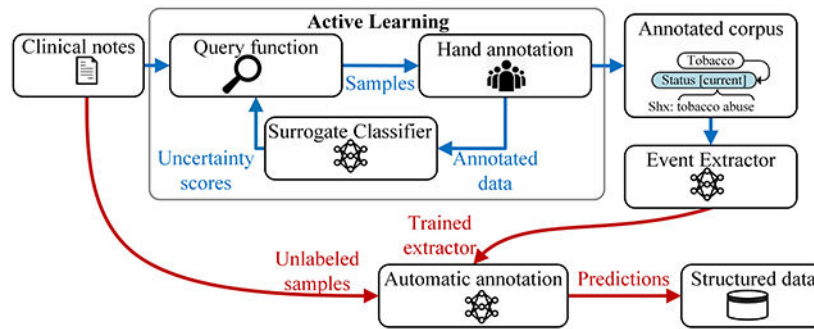 Active Learning
Clinical notes
Query function
Samples
Hand annotation
Annotated corpus
Tobacco
Status [current]
Shx: tobacco abuse
Surrogate Classifier
Uncertainty
scores
Annotated
data
Event Extractor
Trained
extractor
Unlabeled
samples
Automatic annotation
Predictions
Structured data